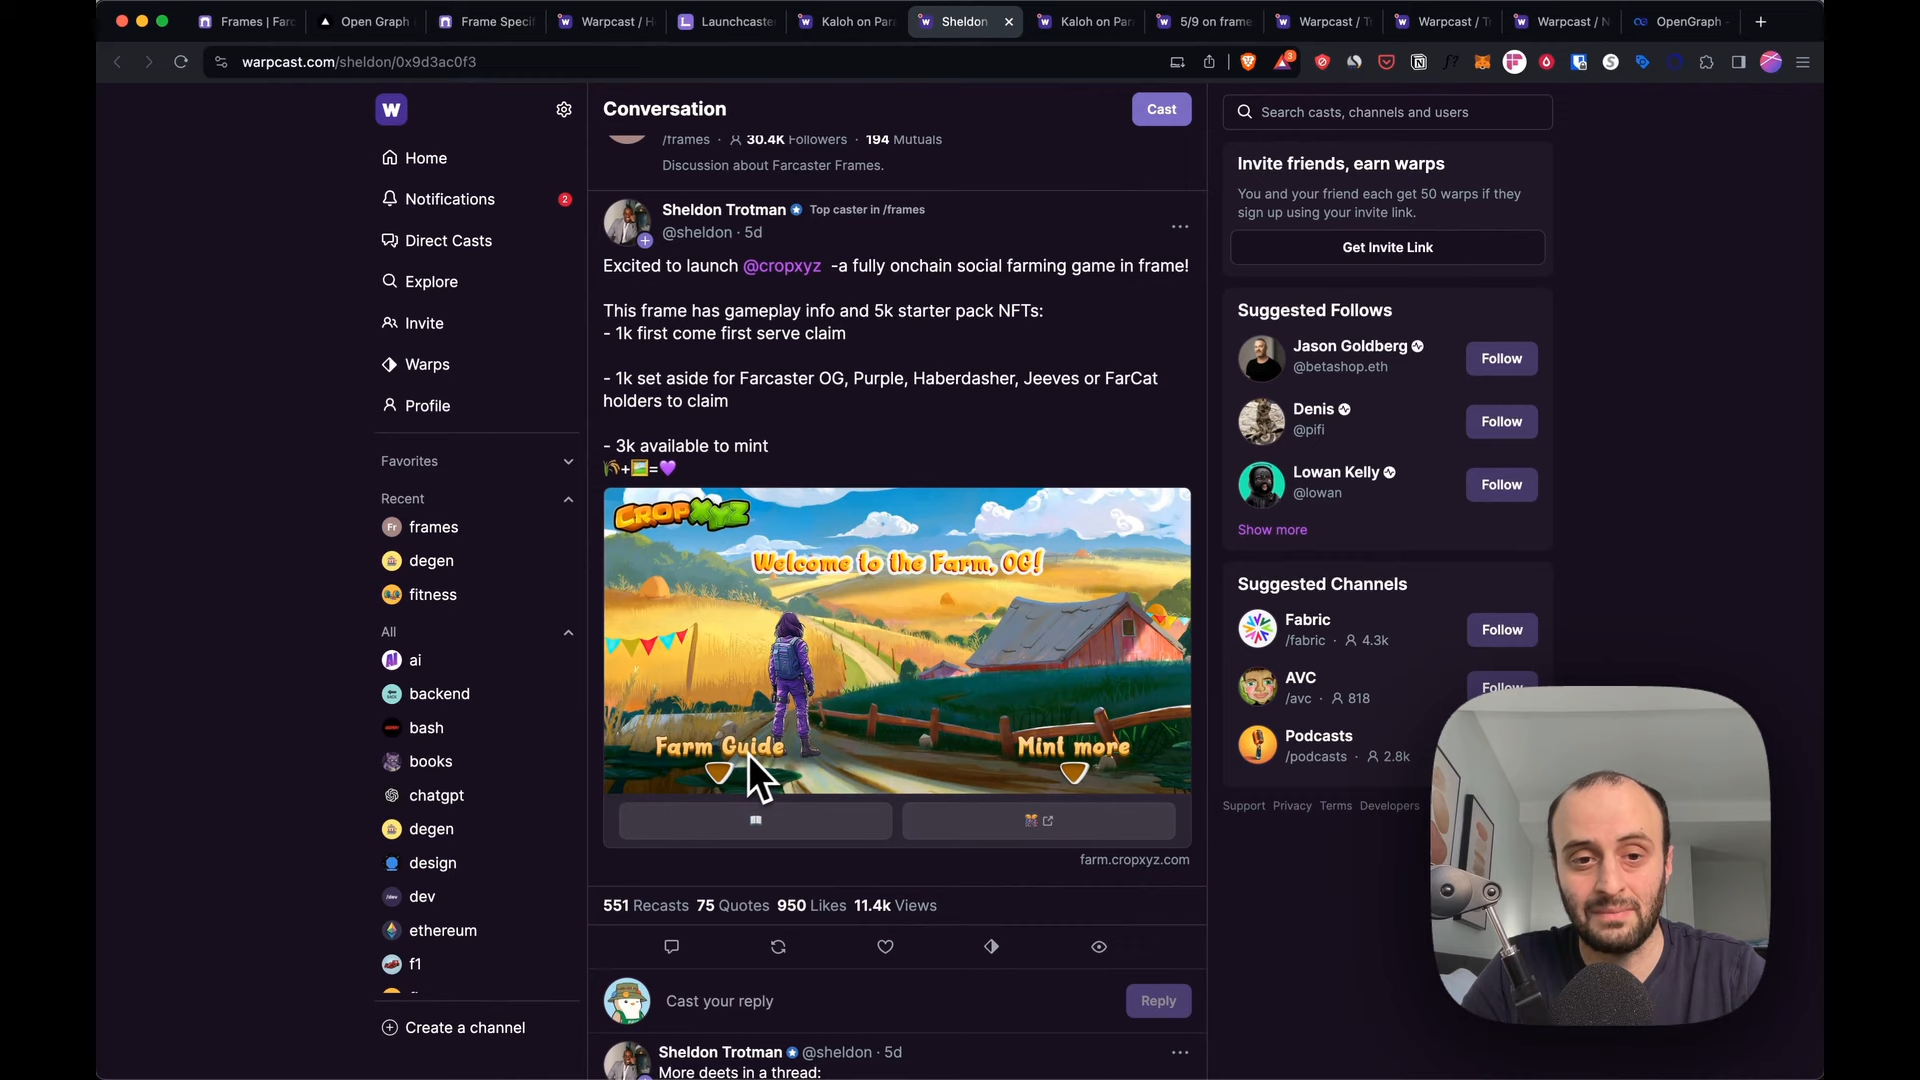 Frames | Farc
Open Graph
Frame Specif
Warpcast / H
Launchcaste
Kaloh on Para
Sheldon
Kaloh on Para
5/9 on frame
Warpcast / Tr
Warpcast / Tr
Warpcast / N
OpenGraph -
warpcast.com/sheldon/0x9d3ac0f3
3
W
Home
Notifications 2
Direct Casts
Explore
Invite
Warps
Profile
Favorites
Recent
Fr frames
degen
fitness
All
AI ai
backend
bash
books
chatgpt
degen
design
/dev dev
ethereum
f1
Create a channel
Conversation
Cast
/frames · 30.4K Followers · 194 Mutuals
Discussion about Farcaster Frames.
Sheldon Trotman Top caster in /frames
@sheldon · 5d
Excited to launch @cropxyz -a fully onchain social farming game in frame!
This frame has gameplay info and 5k starter pack NFTs:
- 1k first come first serve claim
- 1k set aside for Farcaster OG, Purple, Haberdasher, Jeeves or FarCat
holders to claim
- 3k available to mint
🌾+🖼️=💜
CROPXYZ
Welcome to the Farm, OG!
Farm Guide
Mint more
farm.cropxyz.com
551 Recasts 75 Quotes 950 Likes 11.4k Views
Cast your reply
Reply
Sheldon Trotman @sheldon · 5d
More deets in a thread:
Search casts, channels and users
Invite friends, earn warps
You and your friend each get 50 warps if they
sign up using your invite link.
Get Invite Link
Suggested Follows
Jason Goldberg
@betashop.eth
Follow
Denis
@pifi
Follow
Lowan Kelly
@lowan
Follow
Show more
Suggested Channels
Fabric
/fabric · 4.3k
Follow
AVC
/avc · 818
Follow
Podcasts
/podcasts · 2.8k
Support Privacy Terms Developers